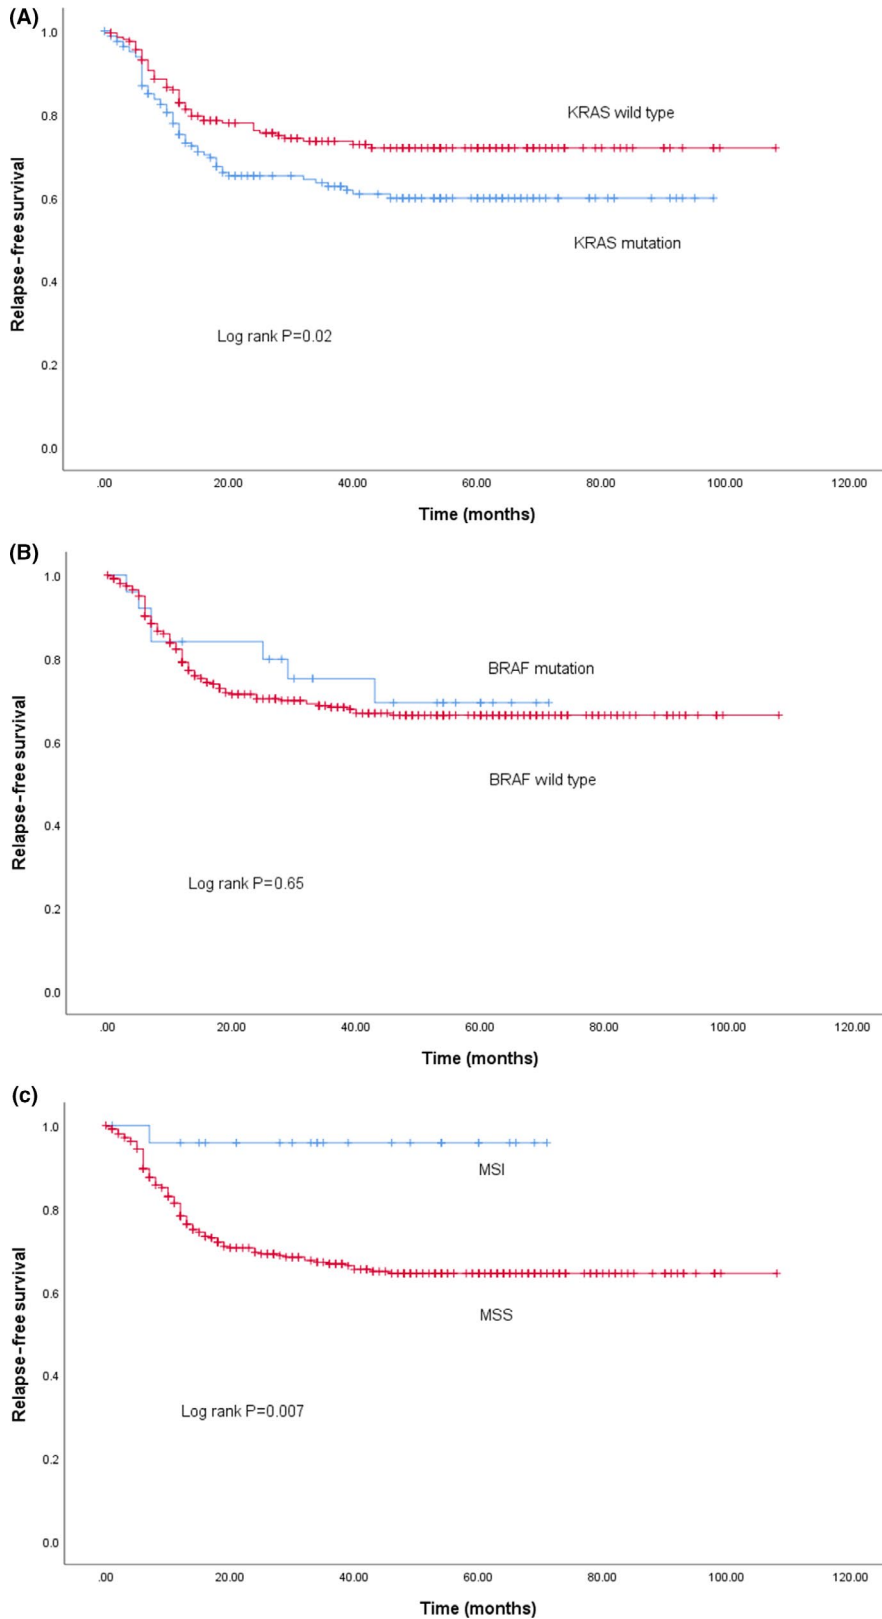 (A)
1.0
0.8
0.6
0.4
0.2
0.0
Relapse-free survival
KRAS wild type
KRAS mutation
Log rank P=0.02
.00 20.00 40.00 60.00 80.00 100.00 120.00
Time (months)
(B)
1.0
0.8
0.6
0.4
0.2
0.0
Relapse-free survival
BRAF mutation
BRAF wild type
Log rank P=0.65
.00 20.00 40.00 60.00 80.00 100.00 120.00
Time (months)
(c)
1.0
0.8
0.6
0.4
0.2
0.0
Relapse-free survival
MSI
MSS
Log rank P=0.007
.00 20.00 40.00 60.00 80.00 100.00 120.00
Time (months)